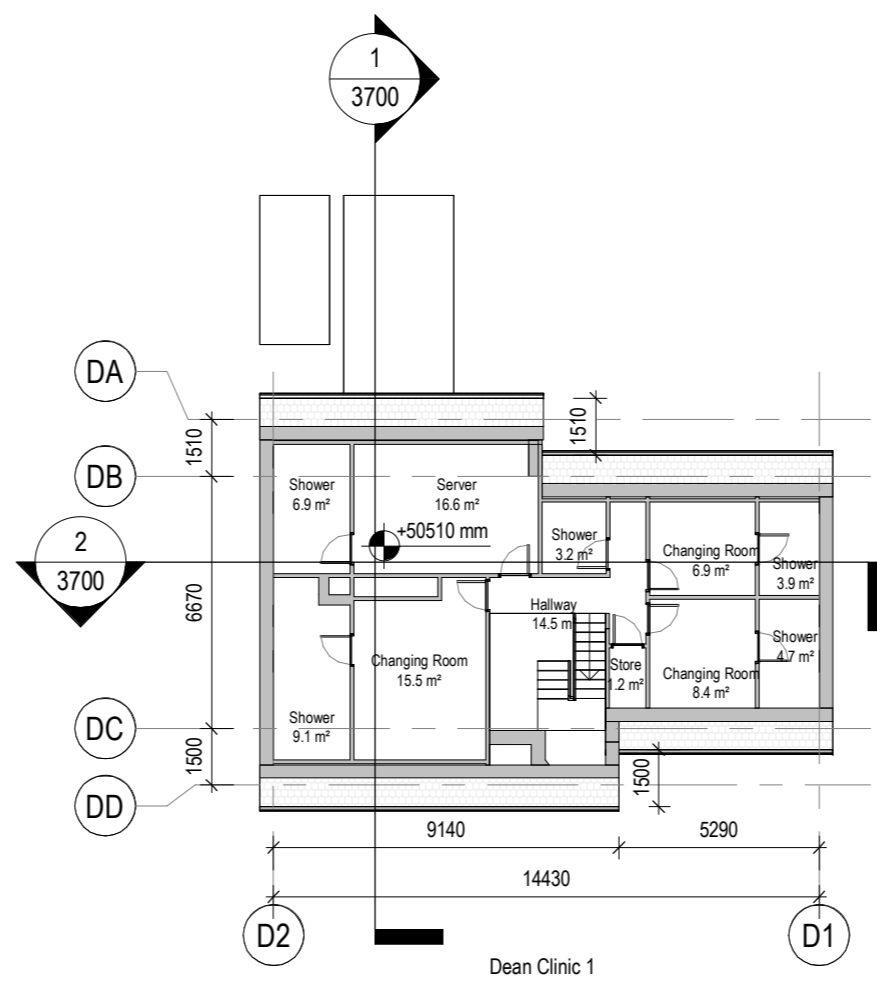 1
3700
DA
1510
1510
DB
Shower
6.9 m²
Server
16.6 m²
+50510 mm
Shower
3.2 m²
Changing Room
6.9 m²
Shower
3.9 m²
2
3700
6670
Hallway
14.5 m
Changing Room
15.5 m²
Store
1.2 m²
Changing Room
8.4 m²
Shower
4.7 m²
Shower
9.1 m²
DC
1500
1500
DD
9140
5290
14430
D2
D1
Dean Clinic 1